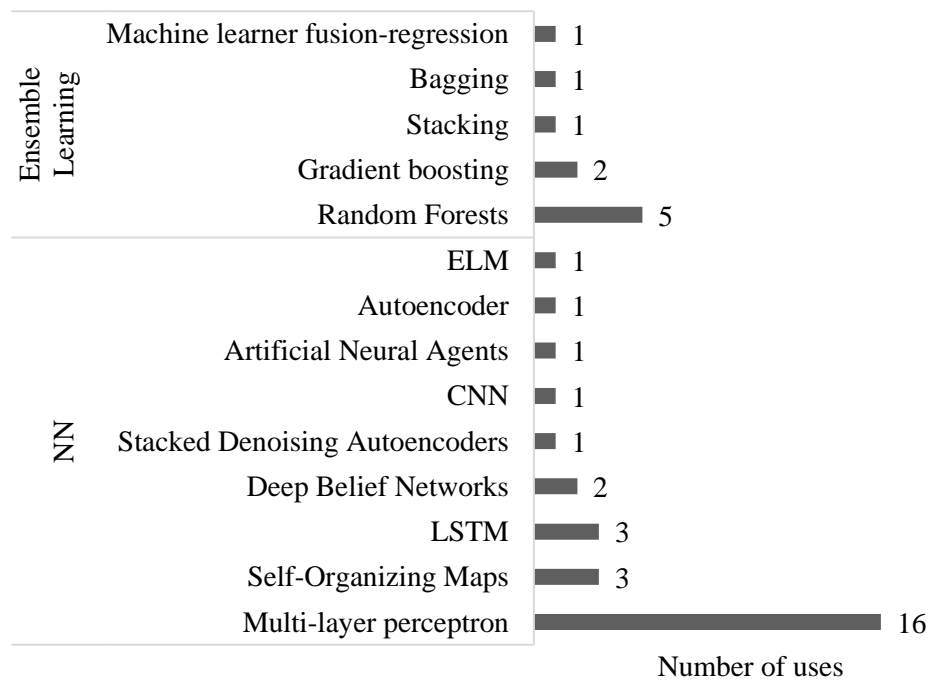 Ensemble
Learning
Machine learner fusion-regression 1
Bagging 1
Stacking 1
Gradient boosting 2
Random Forests 5
NN
ELM 1
Autoencoder 1
Artificial Neural Agents 1
CNN 1
Stacked Denoising Autoencoders 1
Deep Belief Networks 2
LSTM 3
Self-Organizing Maps 3
Multi-layer perceptron 16
Number of uses